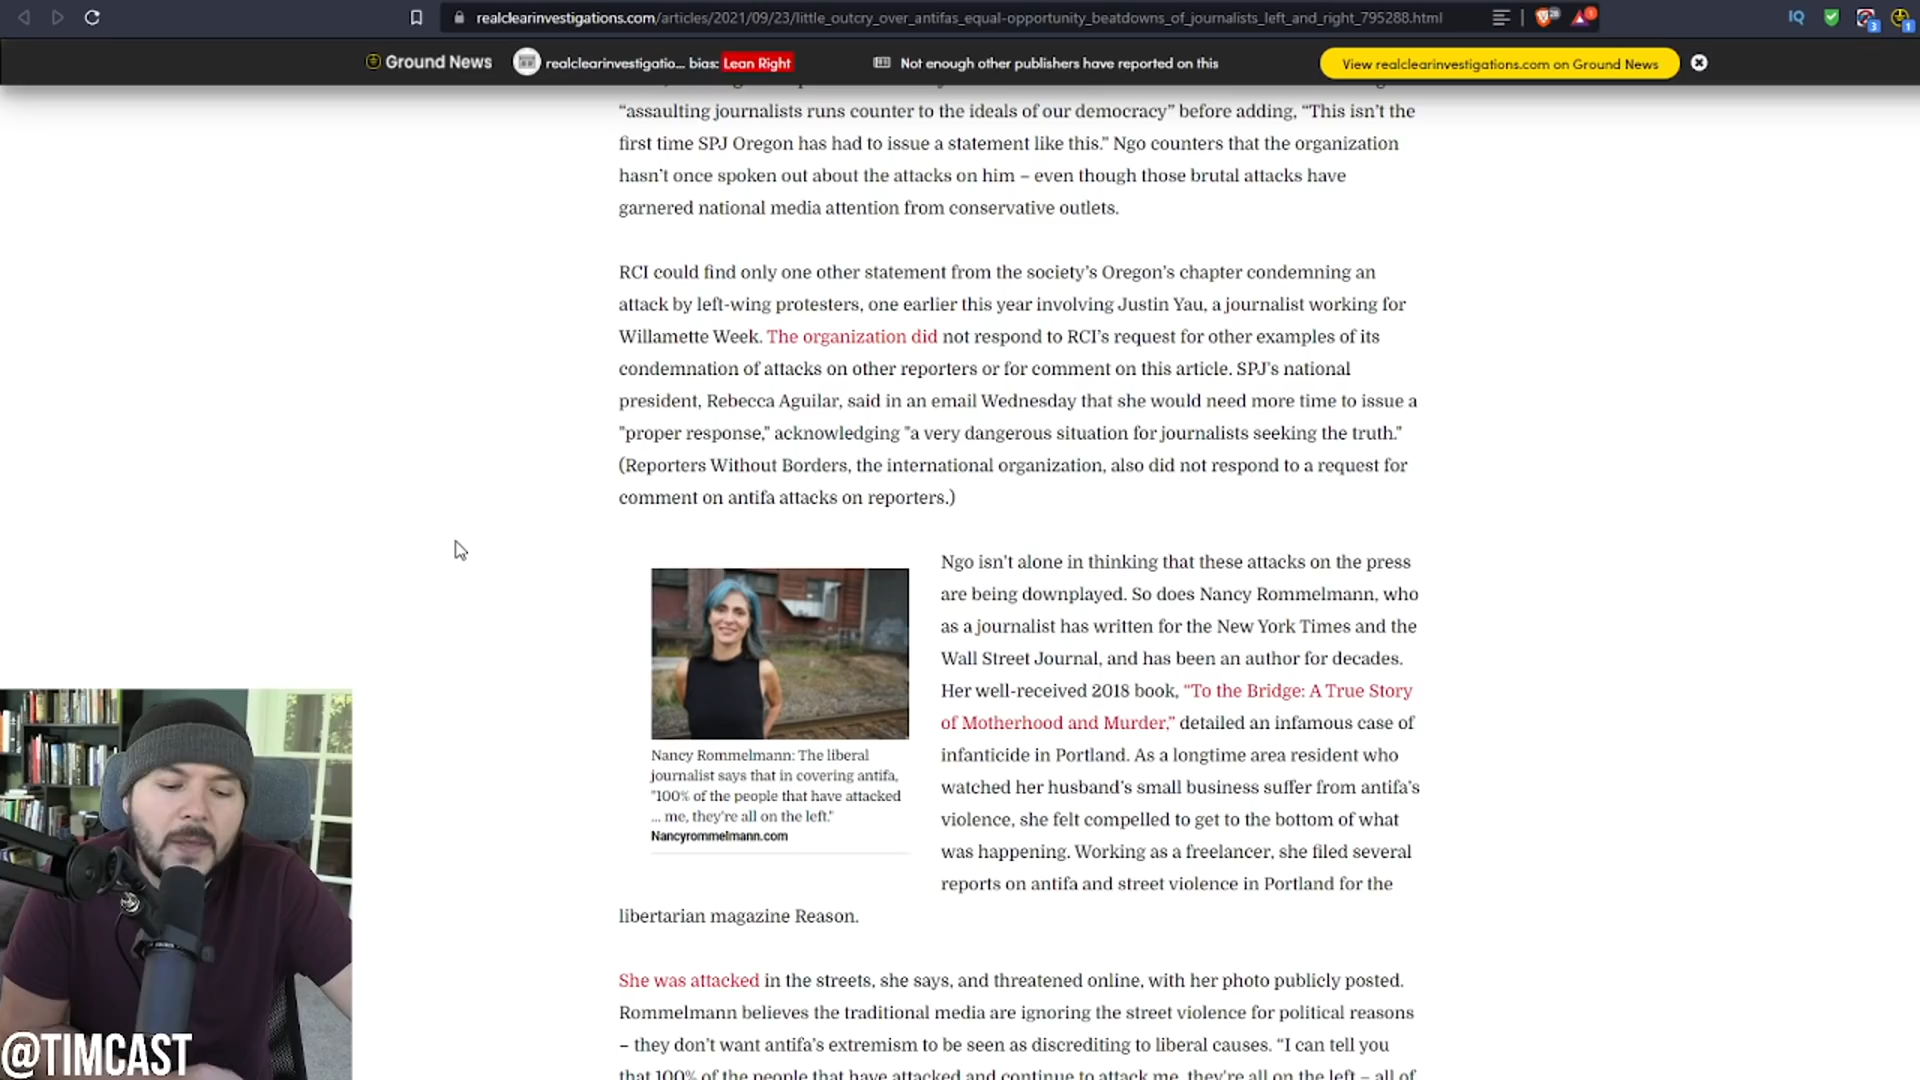 realclearinvestigations.com/articles/2021/09/23/little_outcry_over_antifas_equal-opportunity_beatdowns_of_journalists_left_and_right_795288.html
IQ
3
1
Ground News
realclearinvestigatio... bias: Lean Right
Not enough other publishers have reported on this
View realclearinvestigations.com on Ground News
“assaulting journalists runs counter to the ideals of our democracy” before adding, “This isn’t the
first time SPJ Oregon has had to issue a statement like this.” Ngo counters that the organization
hasn’t once spoken out about the attacks on him – even though those brutal attacks have
garnered national media attention from conservative outlets.
RCI could find only one other statement from the society’s Oregon’s chapter condemning an
attack by left-wing protesters, one earlier this year involving Justin Yau, a journalist working for
Willamette Week. The organization did not respond to RCI’s request for other examples of its
condemnation of attacks on other reporters or for comment on this article. SPJ’s national
president, Rebecca Aguilar, said in an email Wednesday that she would need more time to issue a
"proper response," acknowledging "a very dangerous situation for journalists seeking the truth."
(Reporters Without Borders, the international organization, also did not respond to a request for
comment on antifa attacks on reporters.)
Ngo isn’t alone in thinking that these attacks on the press
are being downplayed. So does Nancy Rommelmann, who
as a journalist has written for the New York Times and the
Wall Street Journal, and has been an author for decades.
Her well-received 2018 book, “To the Bridge: A True Story
of Motherhood and Murder,” detailed an infamous case of
infanticide in Portland. As a longtime area resident who
watched her husband’s small business suffer from antifa’s
violence, she felt compelled to get to the bottom of what
was happening. Working as a freelancer, she filed several
reports on antifa and street violence in Portland for the
libertarian magazine Reason.
Nancy Rommelmann: The liberal
journalist says that in covering antifa,
"100% of the people that have attacked
... me, they're all on the left."
Nancyrommelmann.com
She was attacked in the streets, she says, and threatened online, with her photo publicly posted.
Rommelmann believes the traditional media are ignoring the street violence for political reasons
– they don’t want antifa’s extremism to be seen as discrediting to liberal causes. “I can tell you
that 100% of the people that have attacked and continue to attack me, they’re all on the left – all of
@TIMCAST